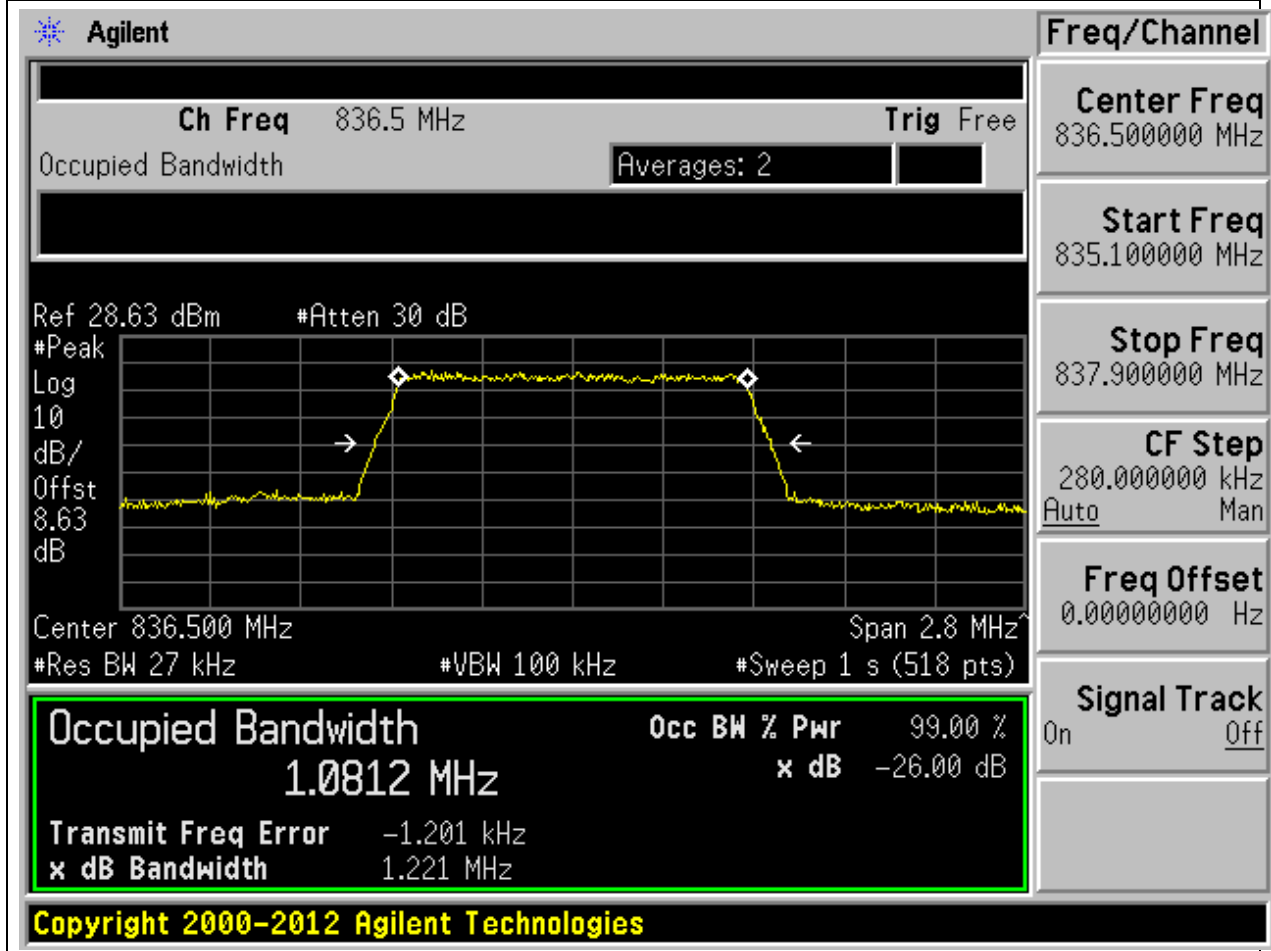 Agilent
Freq/Channel
Ch Freq 836.5 MHz Trig Free
Occupied Bandwidth Averages: 2
Center Freq
836.500000 MHz
Start Freq
835.100000 MHz
Ref 28.63 dBm #Atten 30 dB
#Peak
Log
10
dB/
Offst
8.63
dB
Stop Freq
837.900000 MHz
CF Step
280.000000 kHz
Auto Man
Freq Offset
0.00000000 Hz
Center 836.500 MHz Span 2.8 MHz^
#Res BW 27 kHz #VBW 100 kHz #Sweep 1 s (518 pts)
Signal Track
On Off
Occupied Bandwidth
1.0812 MHz
Occ BW % Pwr 99.00 %
x dB -26.00 dB
Transmit Freq Error -1.201 kHz
x dB Bandwidth 1.221 MHz
Copyright 2000-2012 Agilent Technologies